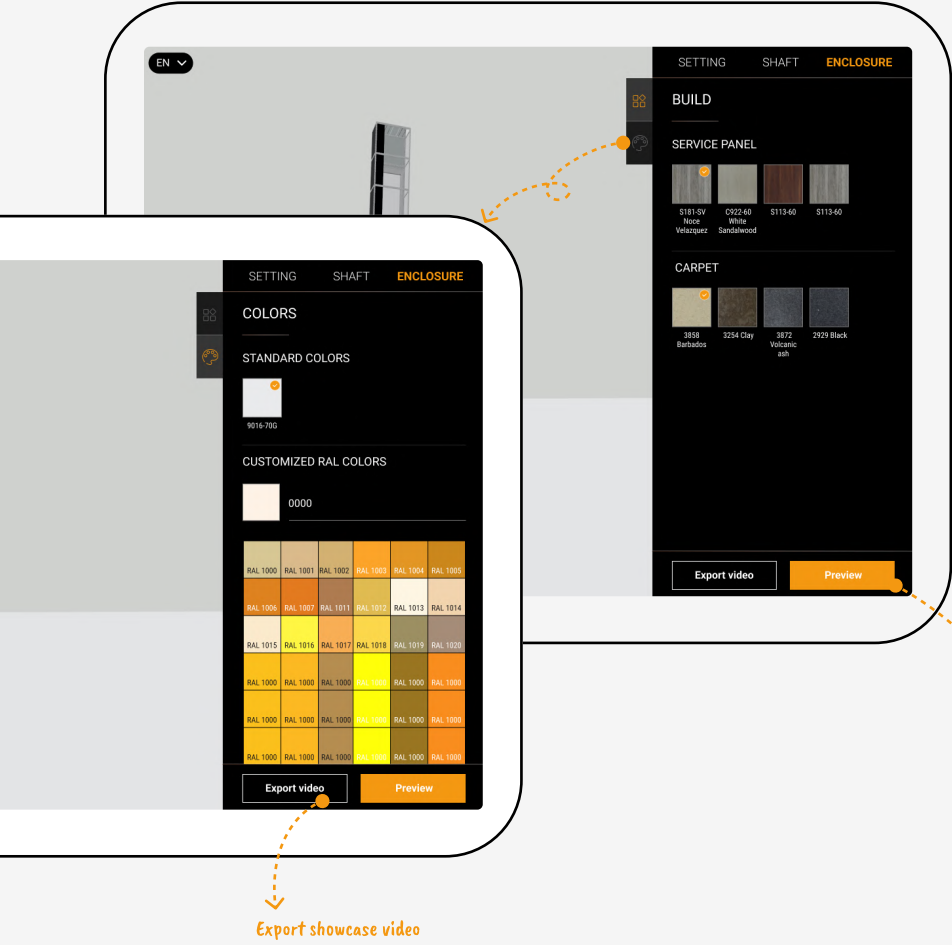 EN
SETTING SHAFT ENCLOSURE
BUILD
SERVICE PANEL
S181-SV Noce Velazquez
C922-60 White Sandalwood
S113-60
S113-60
CARPET
3858 Barbados
3254 Clay
3872 Volcanic ash
2929 Black
Export video
Preview
SETTING SHAFT ENCLOSURE
COLORS
STANDARD COLORS
9016-70G
CUSTOMIZED RAL COLORS
0000
RAL 1000 RAL 1001 RAL 1002 RAL 1003 RAL 1004 RAL 1005
RAL 1006 RAL 1007 RAL 1011 RAL 1012 RAL 1013 RAL 1014
RAL 1015 RAL 1016 RAL 1017 RAL 1018 RAL 1019 RAL 1020
RAL 1000 RAL 1000 RAL 1000 RAL 1000 RAL 1000
RAL 1000 RAL 1000 RAL 1000 RAL 1000 RAL 1000
RAL 1000 RAL 1000 RAL 1000 RAL 1000 RAL 1000
Export video
Preview
Export showcase video